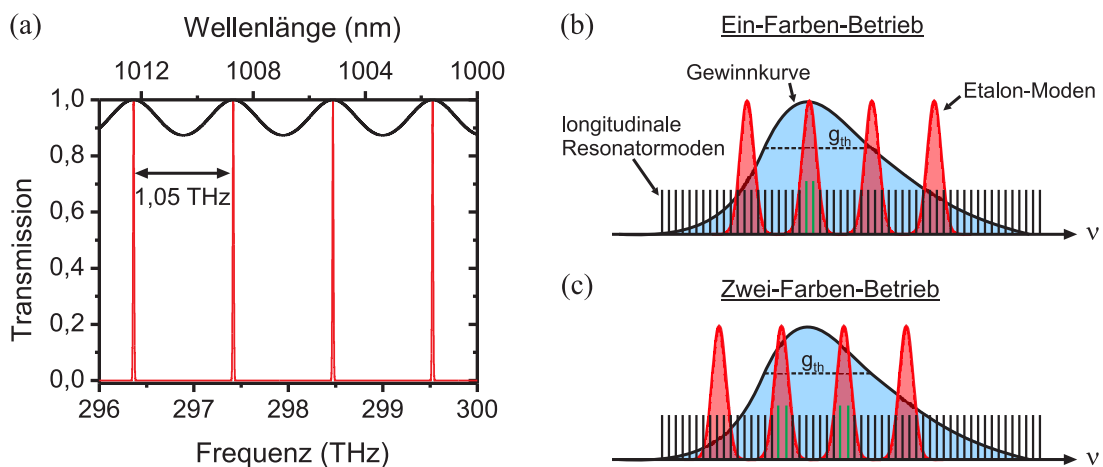 (a)
Wellenlänge (nm)
1012 1008 1004 1000
1,0
0,8
0,6
0,4
0,2
0,0
Transmission
1,05 THz
296 297 298 299 300
Frequenz (THz)
(b)
Ein-Farben-Betrieb
Gewinnkurve
Etalon-Moden
longitudinale
Resonatormoden
gth
ν
(c)
Zwei-Farben-Betrieb
gth
ν